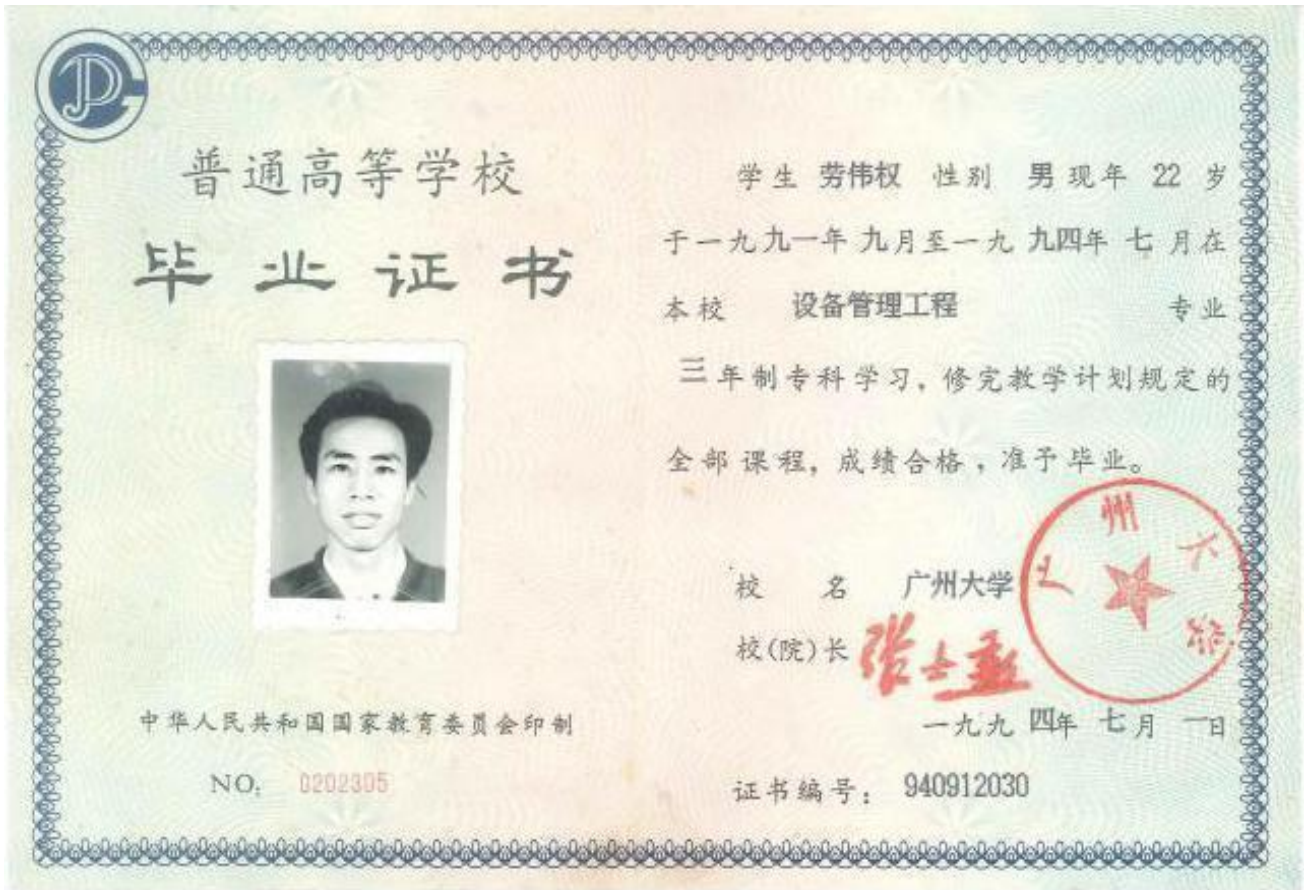 普通高等学校
毕业证书
中华人民共和国国家教育委员会印制
NO: 0202305
学生 劳伟权 性别 男 现年 22 岁
于一九九一年九月至一九九四年七月在
本校 设备管理工程 专业
三年制专科学习，修完教学计划规定的
全部课程，成绩合格，准予毕业。
校 名 广州大学
校(院)长
广州大学
一九九四年七月一日
证书编号： 940912030